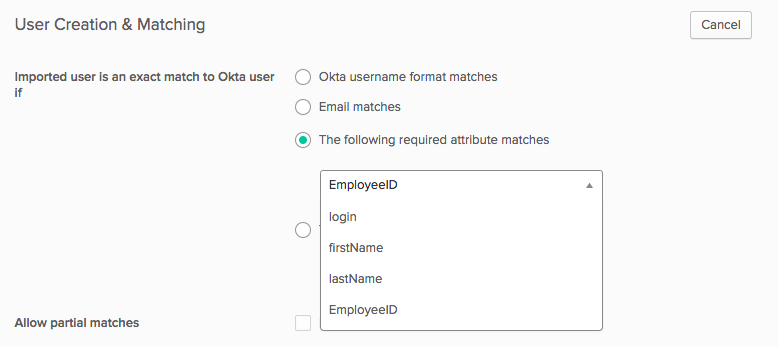 User Creation & Matching
Cancel
Imported user is an exact match to Okta user
if
Okta username format matches
Email matches
The following required attribute matches
EmployeeID
login
firstName
lastName
EmployeeID
Allow partial matches